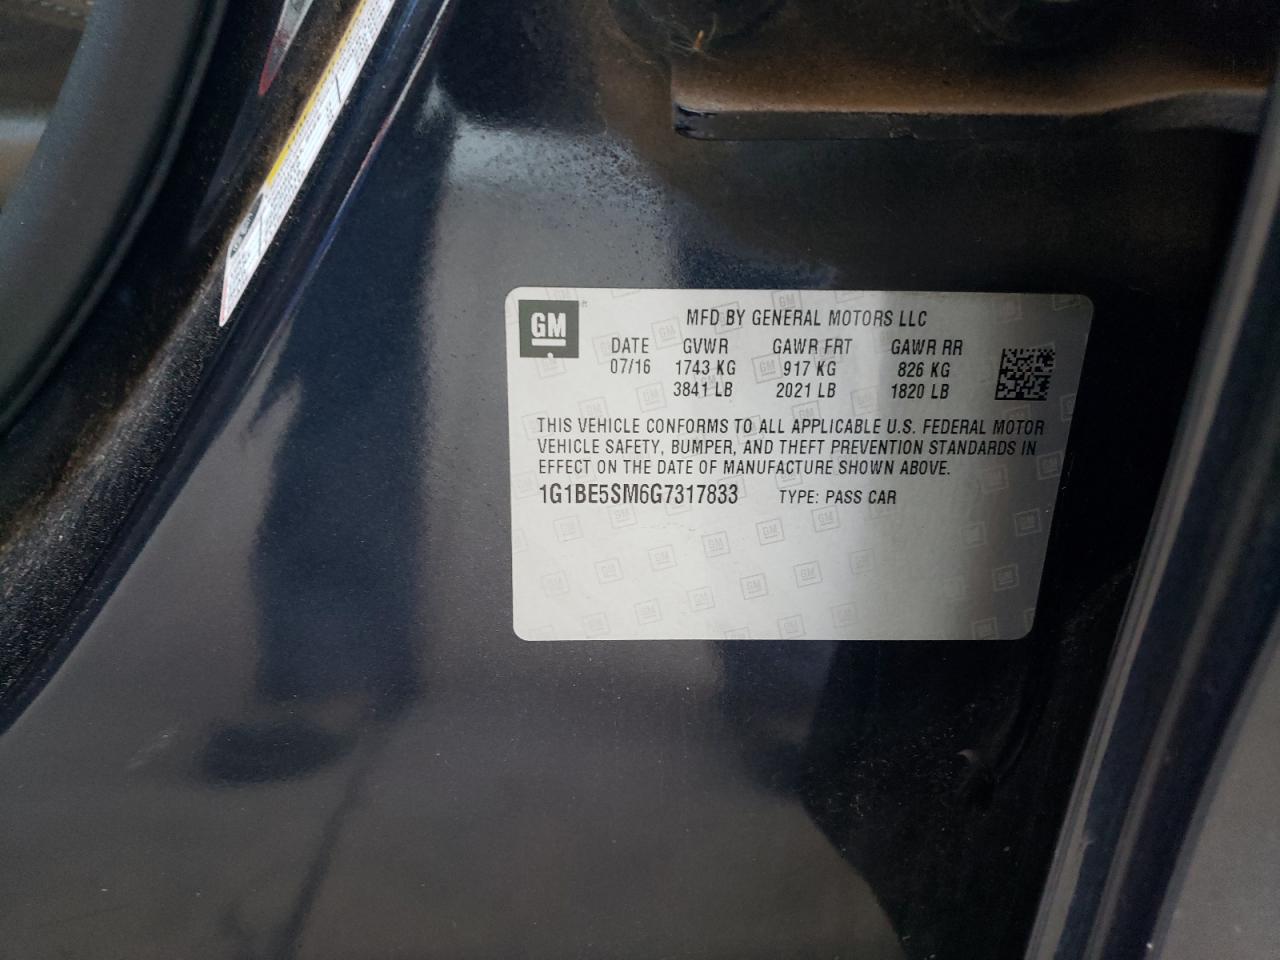 GM
MFD BY GENERAL MOTORS LLC
DATE GVWR GAWR FRT GAWR RR
07/16 1743 KG 917 KG 826 KG
3841 LB 2021 LB 1820 LB
THIS VEHICLE CONFORMS TO ALL APPLICABLE U.S. FEDERAL MOTOR
VEHICLE SAFETY, BUMPER, AND THEFT PREVENTION STANDARDS IN
EFFECT ON THE DATE OF MANUFACTURE SHOWN ABOVE.
1G1BE5SM6G7317833 TYPE: PASS CAR